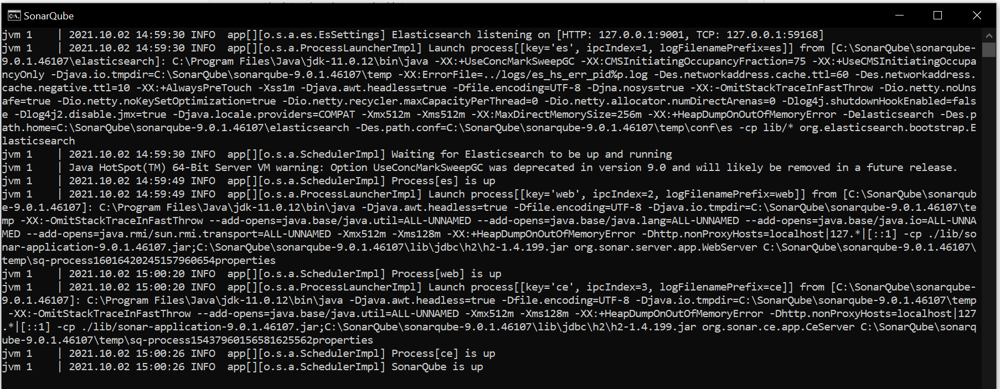 SonarQube
jvm 1    | 2021.10.02 14:59:30 INFO  app[][o.s.a.es.EsSettings] Elasticsearch listening on [HTTP: 127.0.0.1:9001, TCP: 127.0.0.1:59168]
jvm 1    | 2021.10.02 14:59:30 INFO  app[][o.s.a.ProcessLauncherImpl] Launch process[[key='es', ipcIndex=1, logFilenamePrefix=es]] from [C:\SonarQube\sonarqube-
9.0.1.46107\elasticsearch]: C:\Program Files\Java\jdk-11.0.12\bin\java -XX:+UseConcMarkSweepGC -XX:CMSInitiatingOccupancyFraction=75 -XX:+UseCMSInitiatingOccupa
ncyOnly -Djava.io.tmpdir=C:\SonarQube\sonarqube-9.0.1.46107\temp -XX:ErrorFile=../logs/es_hs_err_pid%p.log -Des.networkaddress.cache.ttl=60 -Des.networkaddress.
cache.negative.ttl=10 -XX:+AlwaysPreTouch -Xss1m -Djava.awt.headless=true -Dfile.encoding=UTF-8 -Djna.nosys=true -XX:-OmitStackTraceInFastThrow -Dio.netty.noUns
afe=true -Dio.netty.noKeySetOptimization=true -Dio.netty.recycler.maxCapacityPerThread=0 -Dio.netty.allocator.numDirectArenas=0 -Dlog4j.shutdownHookEnabled=fals
e -Dlog4j2.disable.jmx=true -Djava.locale.providers=COMPAT -Xmx512m -Xms512m -XX:MaxDirectMemorySize=256m -XX:+HeapDumpOnOutOfMemoryError -Delasticsearch -Des.p
ath.home=C:\SonarQube\sonarqube-9.0.1.46107\elasticsearch -Des.path.conf=C:\SonarQube\sonarqube-9.0.1.46107\temp\conf\es -cp lib/* org.elasticsearch.bootstrap.E
lasticsearch
jvm 1    | 2021.10.02 14:59:30 INFO  app[][o.s.a.SchedulerImpl] Waiting for Elasticsearch to be up and running
jvm 1    | Java HotSpot(TM) 64-Bit Server VM warning: Option UseConcMarkSweepGC was deprecated in version 9.0 and will likely be removed in a future release.
jvm 1    | 2021.10.02 14:59:49 INFO  app[][o.s.a.SchedulerImpl] Process[es] is up
jvm 1    | 2021.10.02 14:59:49 INFO  app[][o.s.a.ProcessLauncherImpl] Launch process[[key='web', ipcIndex=2, logFilenamePrefix=web]] from [C:\SonarQube\sonarqub
e-9.0.1.46107]: C:\Program Files\Java\jdk-11.0.12\bin\java -Djava.awt.headless=true -Dfile.encoding=UTF-8 -Djava.io.tmpdir=C:\SonarQube\sonarqube-9.0.1.46107\te
mp -XX:-OmitStackTraceInFastThrow --add-opens=java.base/java.util=ALL-UNNAMED --add-opens=java.base/java.lang=ALL-UNNAMED --add-opens=java.base/java.io=ALL-UNNA
MED --add-opens=java.rmi/sun.rmi.transport=ALL-UNNAMED -Xmx512m -Xms128m -XX:+HeapDumpOnOutOfMemoryError -Dhttp.nonProxyHosts=localhost|127.*|[::1] -cp ./lib/so
nar-application-9.0.1.46107.jar;C:\SonarQube\sonarqube-9.0.1.46107\lib\jdbc\h2\h2-1.4.199.jar org.sonar.server.app.WebServer C:\SonarQube\sonarqube-9.0.1.46107\
temp\sq-process16016420245157960654properties
jvm 1    | 2021.10.02 15:00:20 INFO  app[][o.s.a.SchedulerImpl] Process[web] is up
jvm 1    | 2021.10.02 15:00:20 INFO  app[][o.s.a.ProcessLauncherImpl] Launch process[[key='ce', ipcIndex=3, logFilenamePrefix=ce]] from [C:\SonarQube\sonarqube-
9.0.1.46107]: C:\Program Files\Java\jdk-11.0.12\bin\java -Djava.awt.headless=true -Dfile.encoding=UTF-8 -Djava.io.tmpdir=C:\SonarQube\sonarqube-9.0.1.46107\temp
 -XX:-OmitStackTraceInFastThrow --add-opens=java.base/java.util=ALL-UNNAMED -Xmx512m -Xms128m -XX:+HeapDumpOnOutOfMemoryError -Dhttp.nonProxyHosts=localhost|127
.*|[::1] -cp ./lib/sonar-application-9.0.1.46107.jar;C:\SonarQube\sonarqube-9.0.1.46107\lib\jdbc\h2\h2-1.4.199.jar org.sonar.ce.app.CeServer C:\SonarQube\sonarq
ube-9.0.1.46107\temp\sq-process15437960156581625562properties
jvm 1    | 2021.10.02 15:00:26 INFO  app[][o.s.a.SchedulerImpl] Process[ce] is up
jvm 1    | 2021.10.02 15:00:26 INFO  app[][o.s.a.SchedulerImpl] SonarQube is up